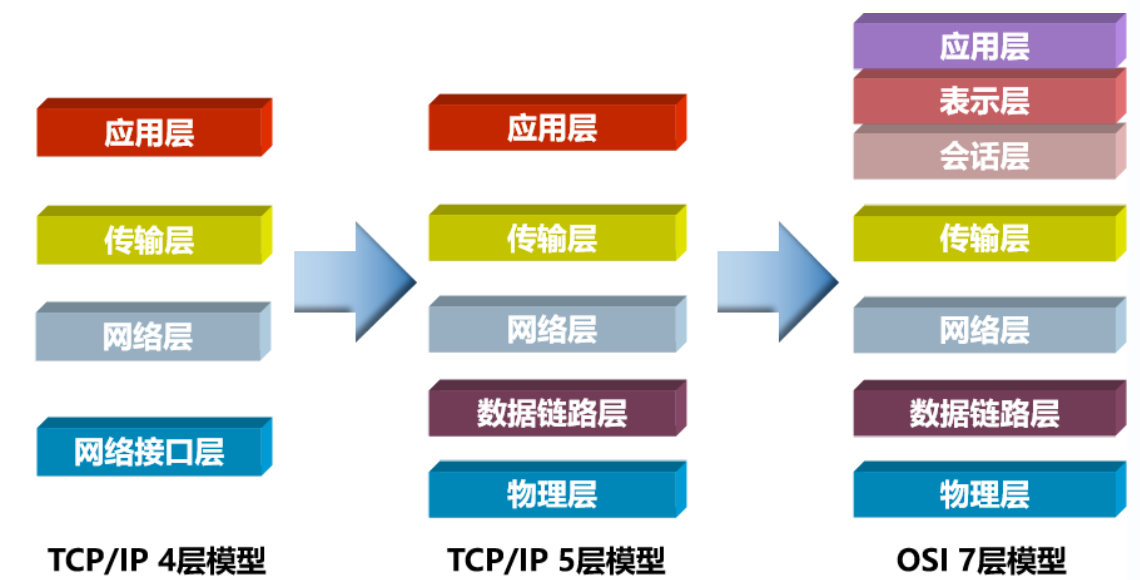 应用层
传输层
网络层
网络接口层
TCP/IP 4层模型
应用层
传输层
网络层
数据链路层
物理层
TCP/IP 5层模型
应用层
表示层
会话层
传输层
网络层
数据链路层
物理层
OSI 7层模型